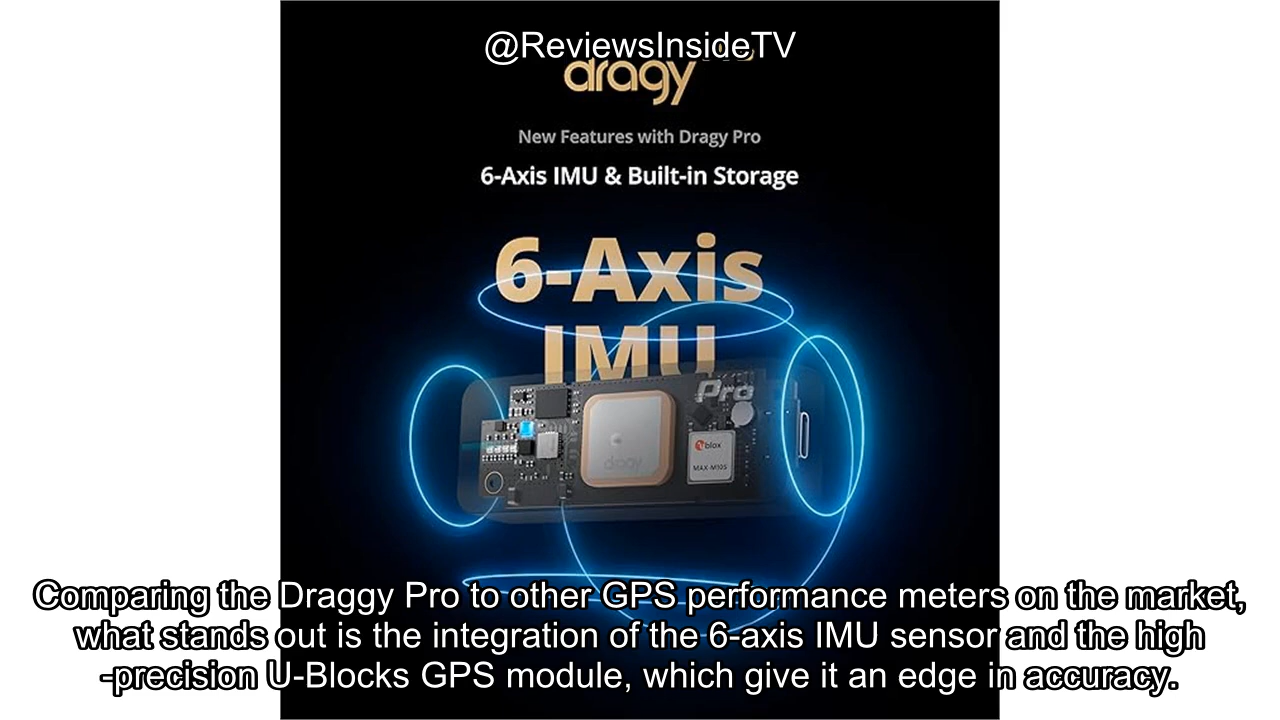 @ReviewsInsideTV
dragy
New Features with Dragy Pro
6-Axis IMU & Built-in Storage
6-Axis
IMU
Pro
dragy
ublox
MAX-M10S
Comparing the Draggy Pro to other GPS performance meters on the market,
what stands out is the integration of the 6-axis IMU sensor and the high
-precision U-Blocks GPS module, which give it an edge in accuracy.